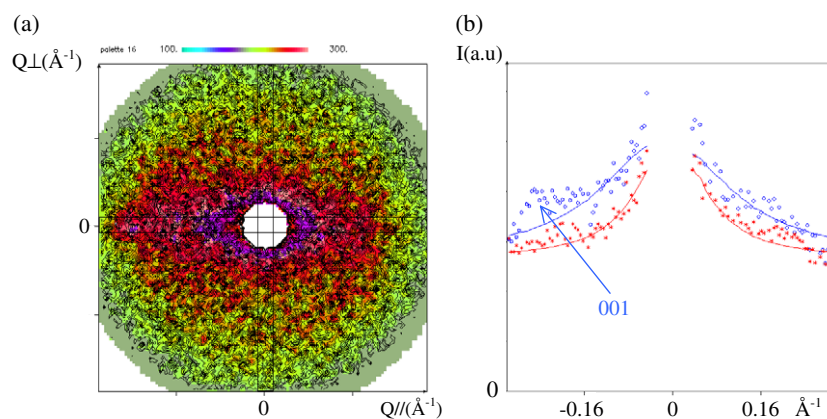 (a)
palette 16 100. 300.
Q⊥(Å⁻¹)
0
0
Q//(Å⁻¹)
(b)
I(a.u)
001
0
-0.16 0 0.16 Å⁻¹